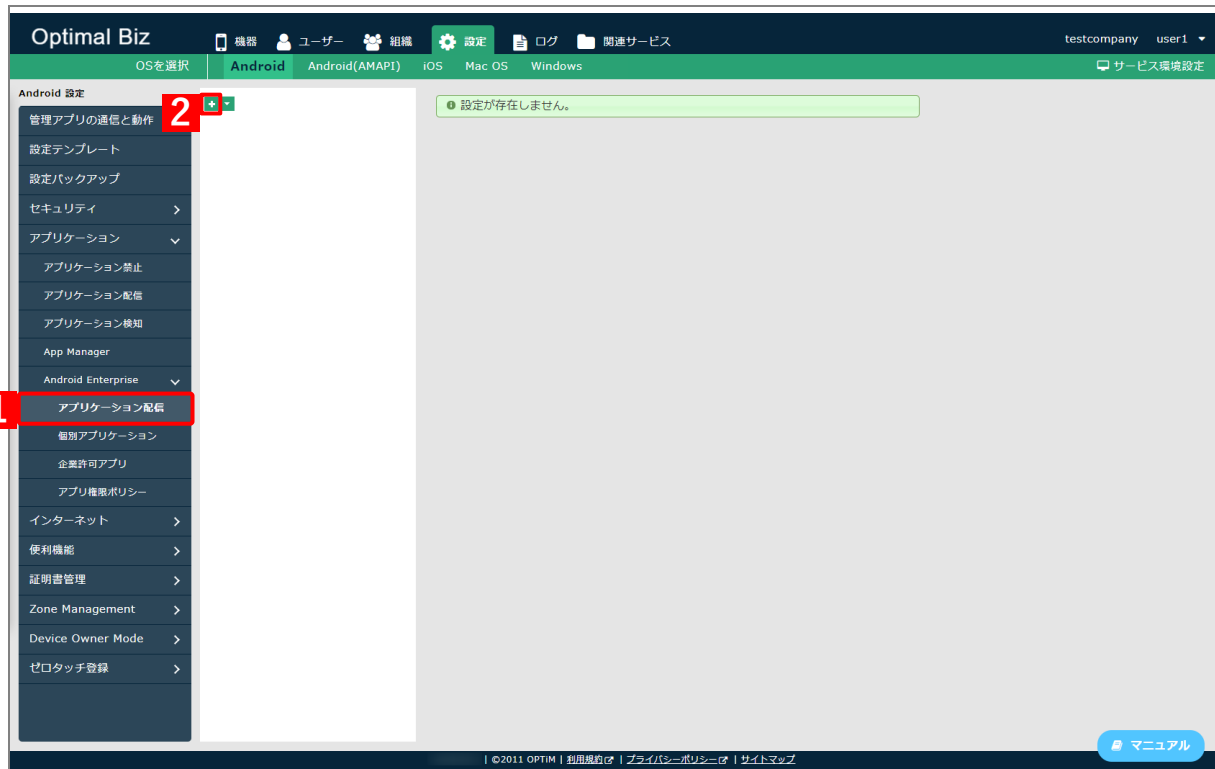 Optimal Biz
機器 ユーザー 組織 設定 ログ 関連サービス
testcompany user1
OSを選択 Android Android(AMAPI) iOS Mac OS Windows サービス環境設定
Android 設定
管理アプリの通信と動作
2
設定が存在しません。
設定テンプレート
設定バックアップ
セキュリティ
アプリケーション
アプリケーション禁止
アプリケーション配信
アプリケーション検知
App Manager
Android Enterprise
1
アプリケーション配信
個別アプリケーション
企業許可アプリ
アプリ権限ポリシー
インターネット
便利機能
証明書管理
Zone Management
Device Owner Mode
ゼロタッチ登録
マニュアル
| ©2011 OPTiM | 利用規約 | プライバシーポリシー | サイトマップ